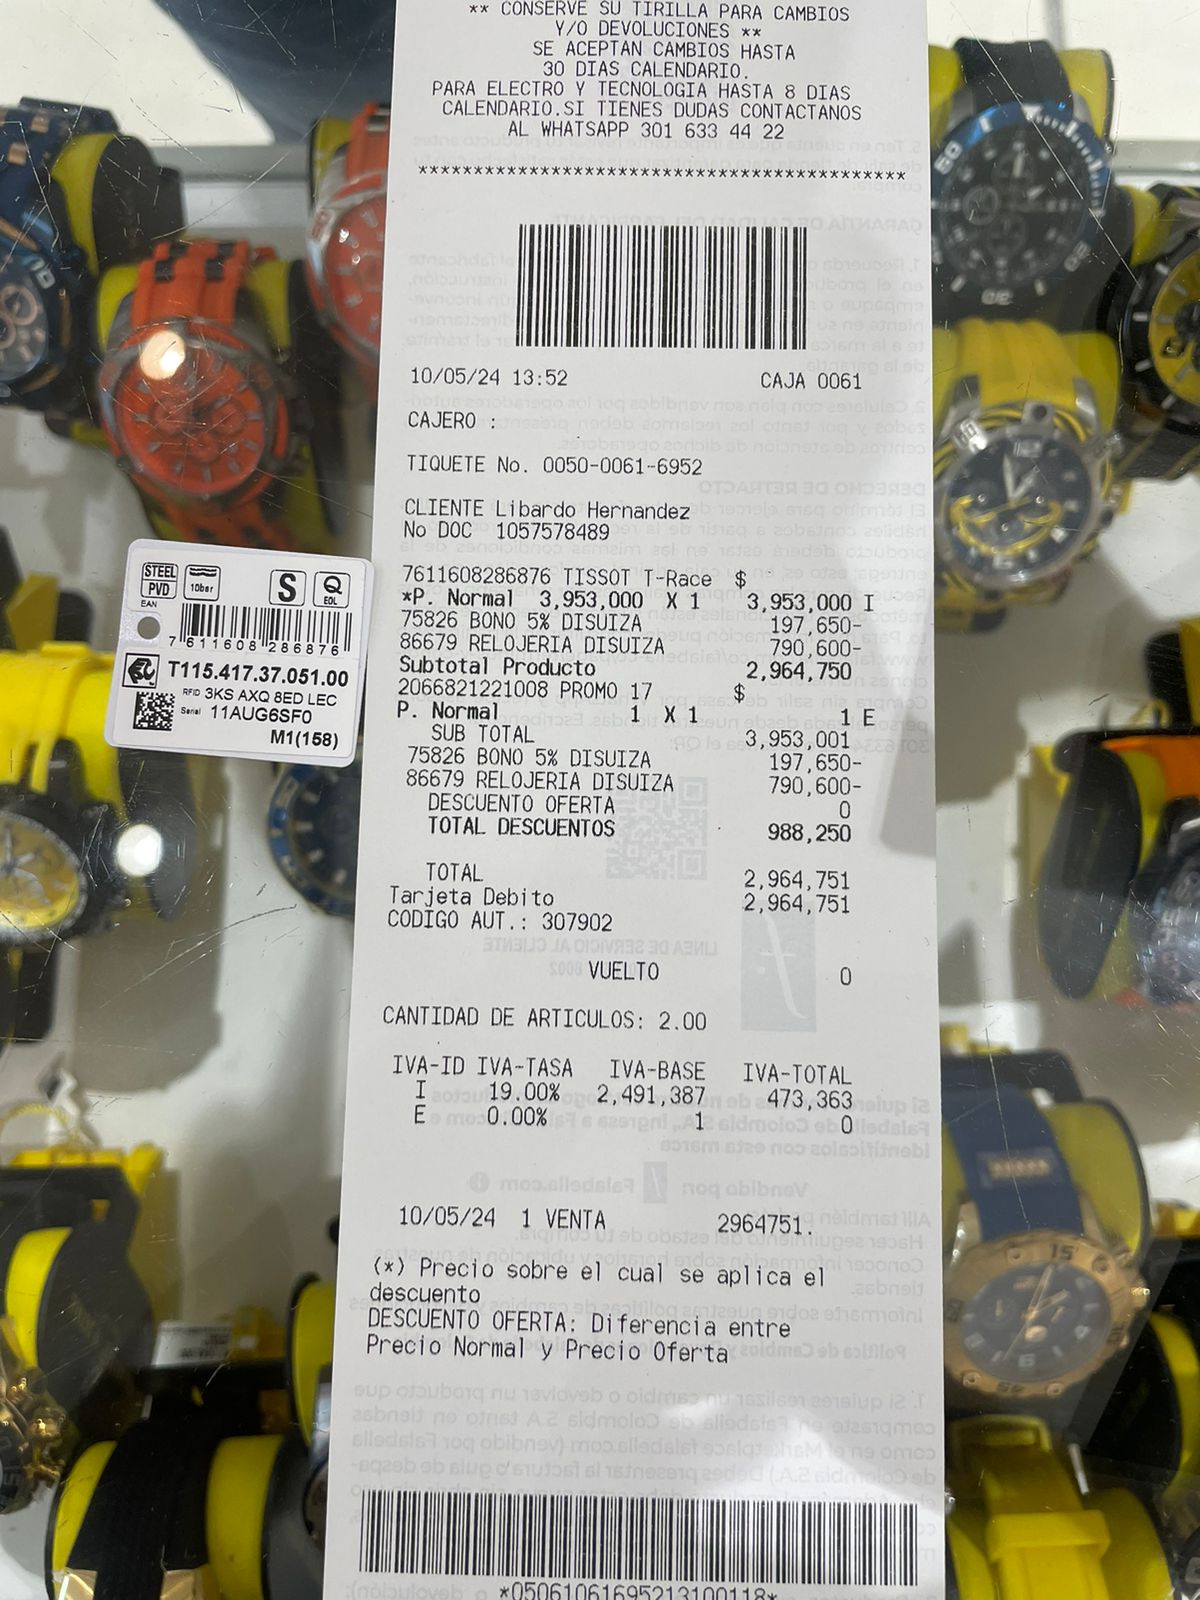 ** CONSERVE SU TIRILLA PARA CAMBIOS
Y/O DEVOLUCIONES **
SE ACEPTAN CAMBIOS HASTA
30 DIAS CALENDARIO.
PARA ELECTRO Y TECNOLOGIA HASTA 8 DIAS
CALENDARIO.SI TIENES DUDAS CONTACTANOS
AL WHATSAPP 301 633 44 22
********************************************
10/05/24 13:52 CAJA 0061
CAJERO :
TIQUETE No. 0050-0061-6952
CLIENTE Libardo Hernandez
No DOC 1057578489
7611608286876 TISSOT T-Race $
*P. Normal 3,953,000 X 1 3,953,000 I
75826 BONO 5% DISUIZA 197,650-
86679 RELOJERIA DISUIZA 790,600-
Subtotal Producto 2,964,750
2066821221008 PROMO 17 $
P. Normal 1 X 1 1 E
SUB TOTAL 3,953,001
75826 BONO 5% DISUIZA 197,650-
86679 RELOJERIA DISUIZA 790,600-
DESCUENTO OFERTA 0
TOTAL DESCUENTOS 988,250
TOTAL 2,964,751
Tarjeta Debito 2,964,751
CODIGO AUT.: 307902
VUELTO 0
CANTIDAD DE ARTICULOS: 2.00
IVA-ID IVA-TASA IVA-BASE IVA-TOTAL
I 19.00% 2,491,387 473,363
E 0.00% 1 0
10/05/24 1 VENTA 2964751.
(*) Precio sobre el cual se aplica el
descuento
DESCUENTO OFERTA: Diferencia entre
Precio Normal y Precio Oferta
*05061061695213100118*
STEEL
PVD
10bar
S
Q
EOL
EAN
7 611608 286876
T115.417.37.051.00
RFID 3KS AXQ 8ED LEC
Serial 11AUG6SF0
M1(158)